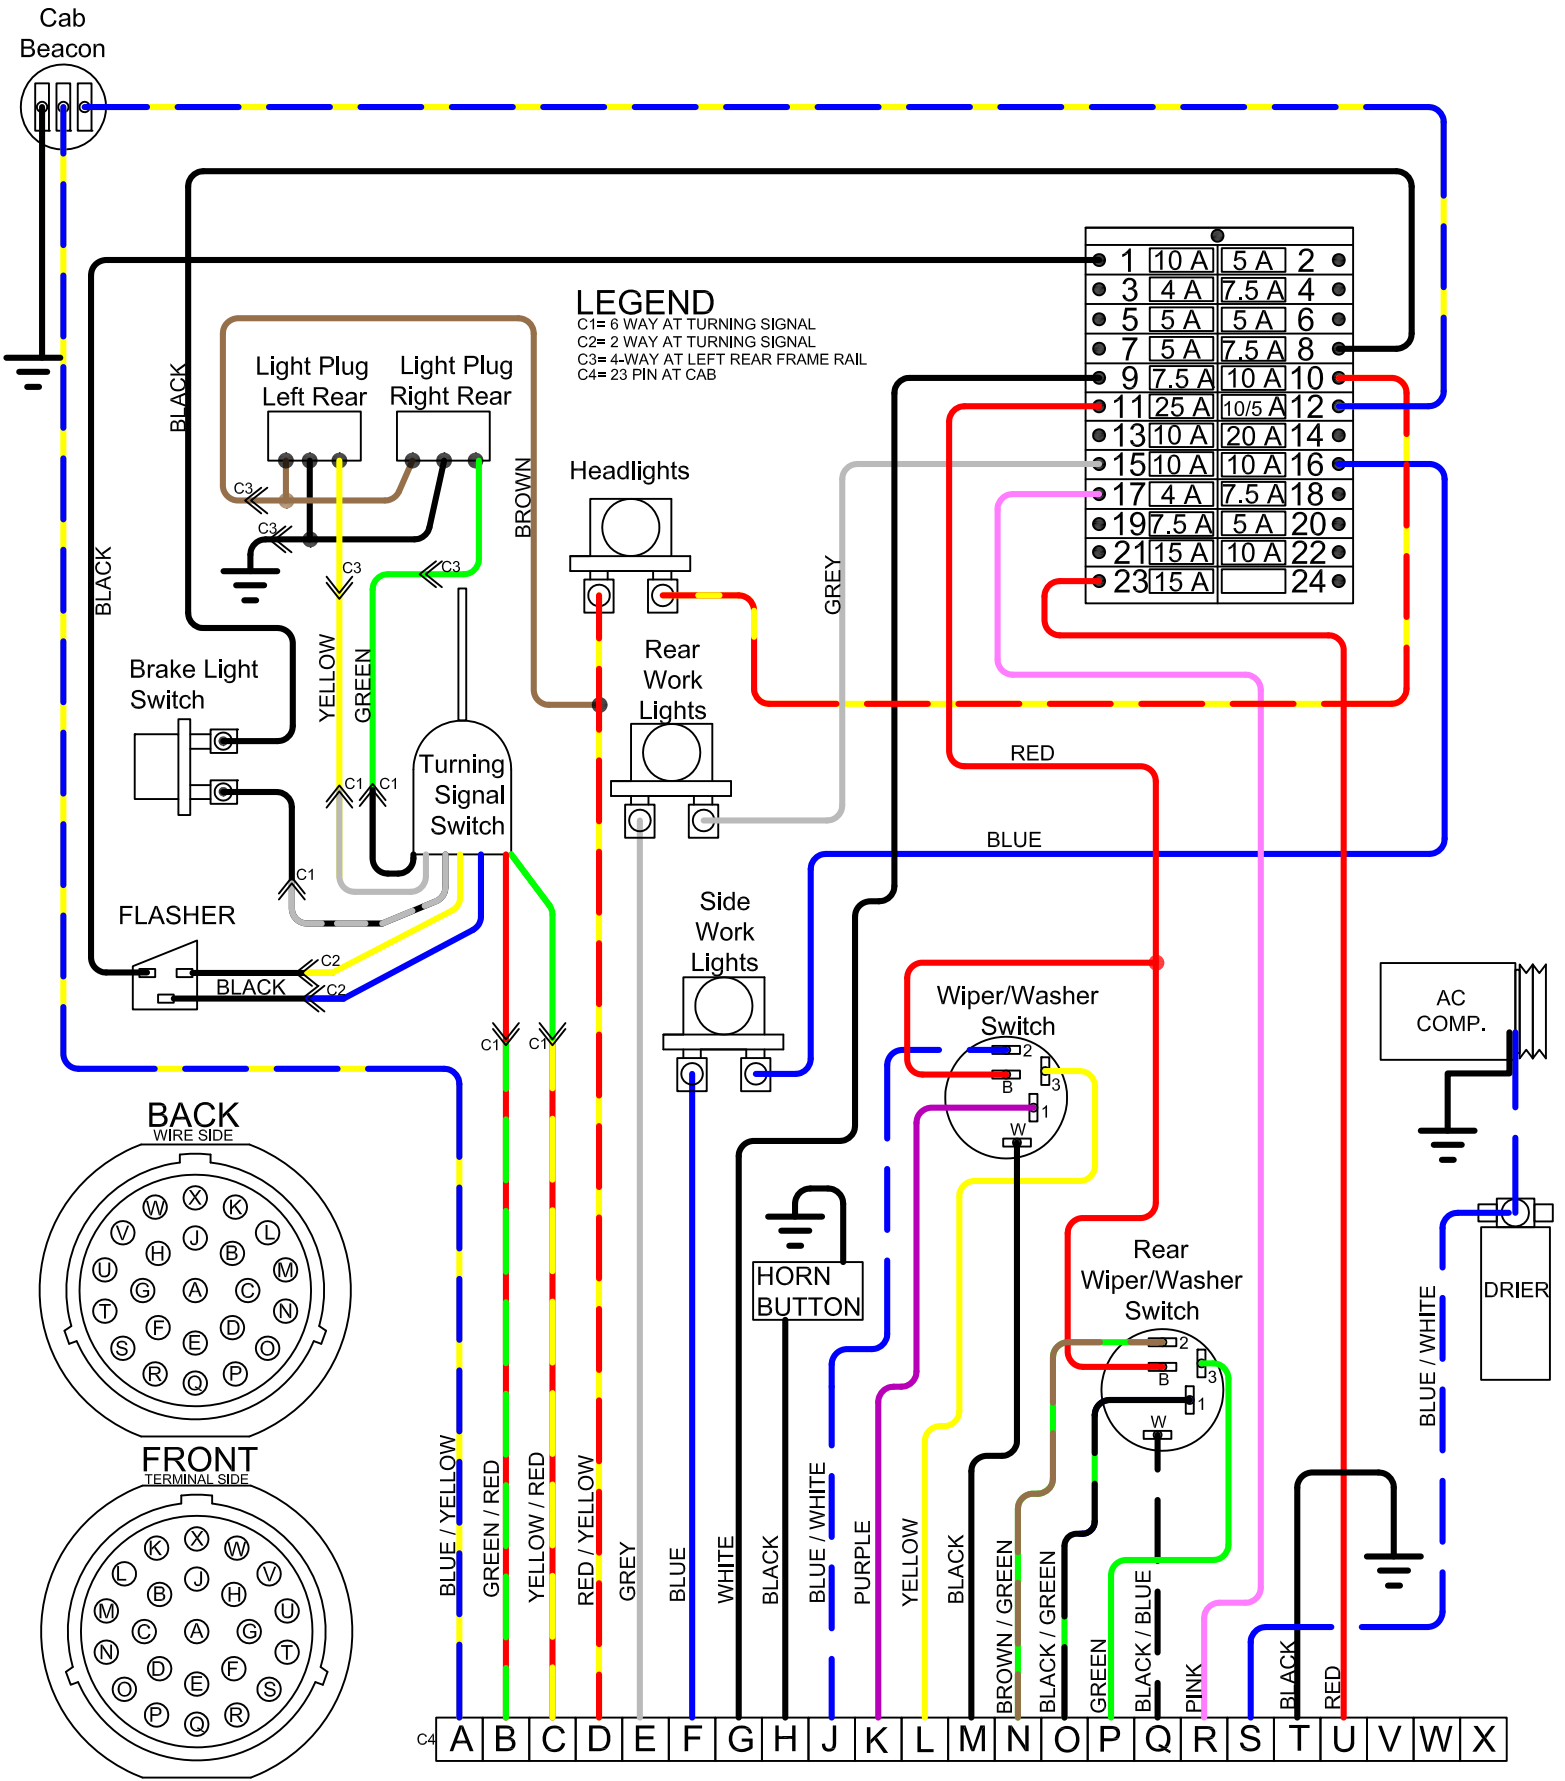 Cab
Beacon
1 10 A 5 A 2
3 4 A 7.5 A 4
5 5 A 5 A 6
7 5 A 7.5 A 8
9 7.5 A 10 A 10
11 25 A 10/5 A 12
13 10 A 20 A 14
15 10 A 10 A 16
17 4 A 7.5 A 18
19 7.5 A 5 A 20
21 15 A 10 A 22
23 15 A 24
LEGEND
C1= 6 WAY AT TURNING SIGNAL
C2= 2 WAY AT TURNING SIGNAL
C3= 4-WAY AT LEFT REAR FRAME RAIL
C4= 23 PIN AT CAB
BLACK
Light Plug
Left Rear
Light Plug
Right Rear
C3
C3
C3
C3
BROWN
BLACK
Headlights
GREY
YELLOW
GREEN
Brake Light
Switch
Rear
Work
Lights
RED
Turning
Signal
Switch
C1
C1
C1
BLUE
FLASHER
C2
BLACK
C2
Side
Work
Lights
C1
C1
Wiper/Washer
Switch
2
B
3
1
W
AC
COMP.
DRIER
BLUE / WHITE
HORN
BUTTON
Rear
Wiper/Washer
Switch
2
B
3
1
W
BACK
WIRE SIDE
X
W
K
V
J
L
H
B
U
M
G
A
C
T
N
F
D
S
E
O
R
P
Q
FRONT
TERMINAL SIDE
X
K
W
L
J
V
B
H
M
U
C
A
G
N
T
D
F
O
E
S
P
R
Q
BLUE / YELLOW
GREEN / RED
YELLOW / RED
RED / YELLOW
GREY
BLUE
WHITE
BLACK
BLUE / WHITE
PURPLE
YELLOW
BLACK
BROWN / GREEN
BLACK / GREEN
GREEN
BLACK / BLUE
PINK
BLACK
RED
C4 A B C D E F G H J K L M N O P Q R S T U V W X